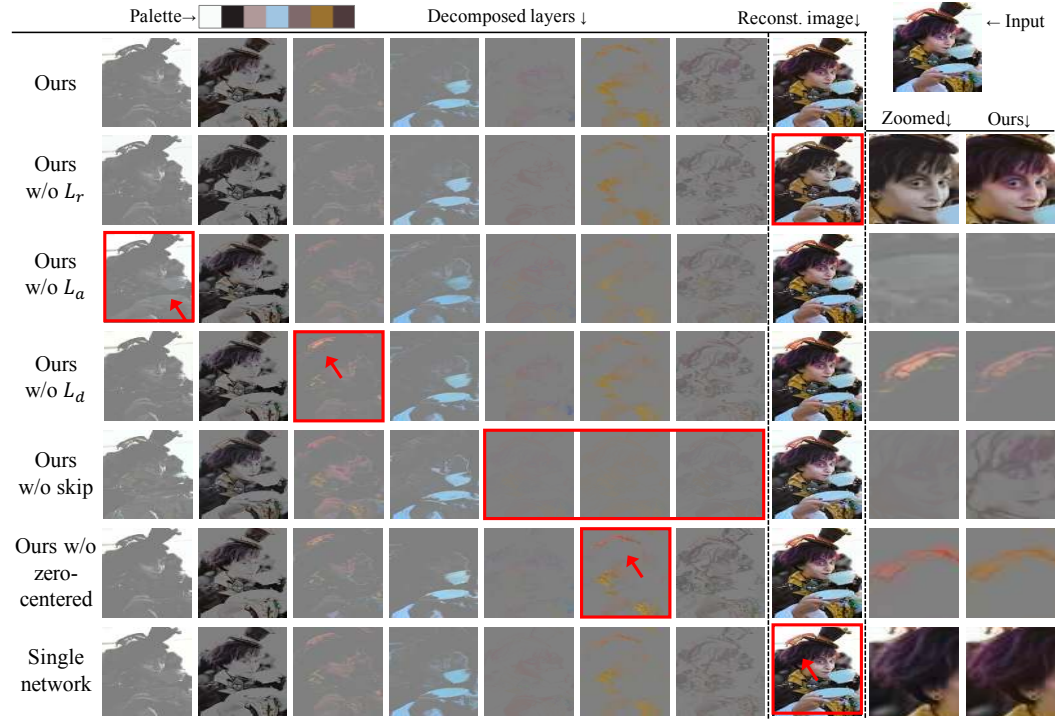 Palette→
Decomposed layers ↓
Reconst. image↓
← Input
Zoomed↓
Ours↓
Ours
Ours
w/o L_r
Ours
w/o L_a
Ours
w/o L_d
Ours
w/o skip
Ours w/o
zero-
centered
Single
network